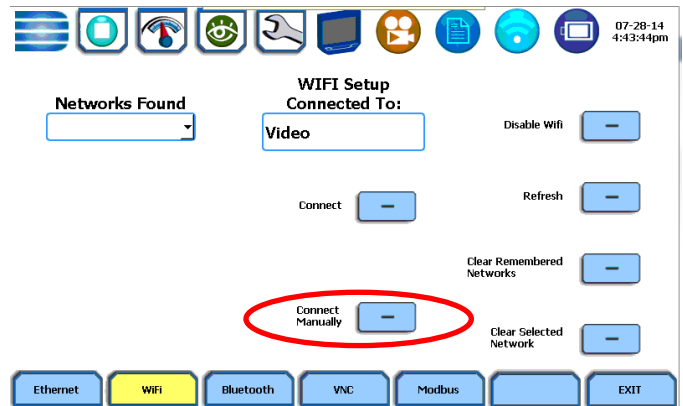 07-28-14
4:43:44pm
WIFI Setup
Networks Found
Connected To:
Video
Disable Wifi
Connect
Refresh
Clear Remembered
Networks
Connect
Manually
Clear Selected
Network
Ethernet
WiFi
Bluetooth
VNC
Modbus
EXIT